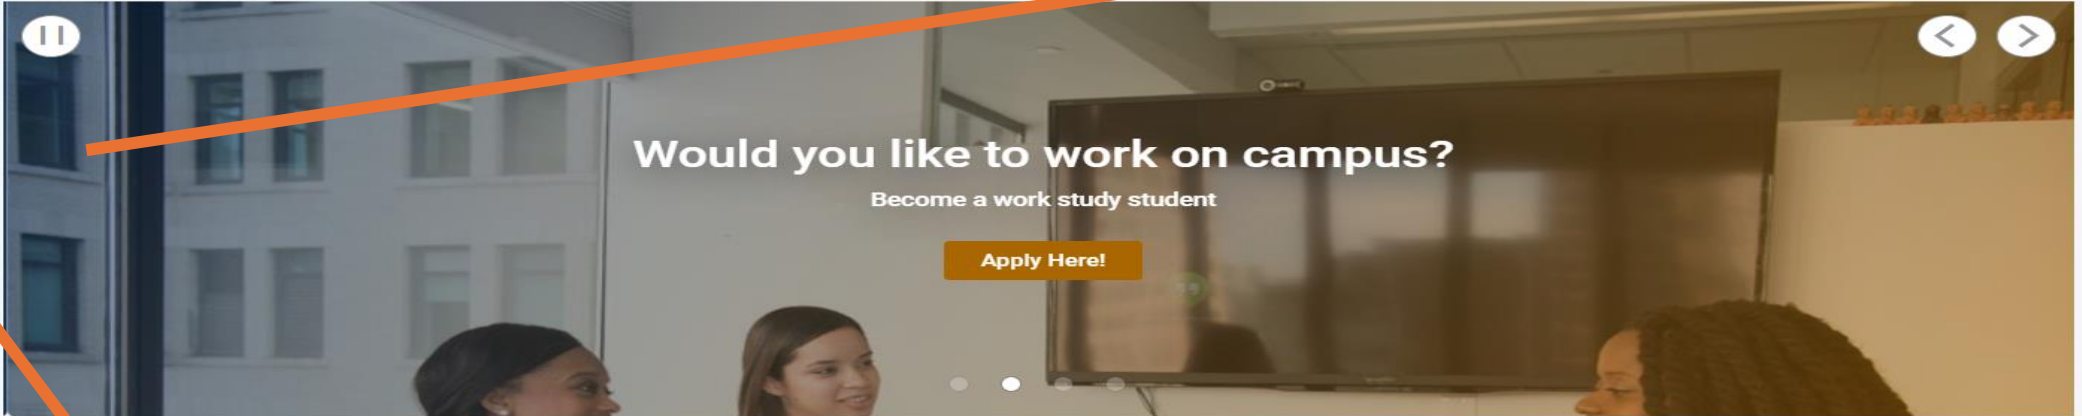 Would you like to work on campus?
Become a work study student
Apply Here!